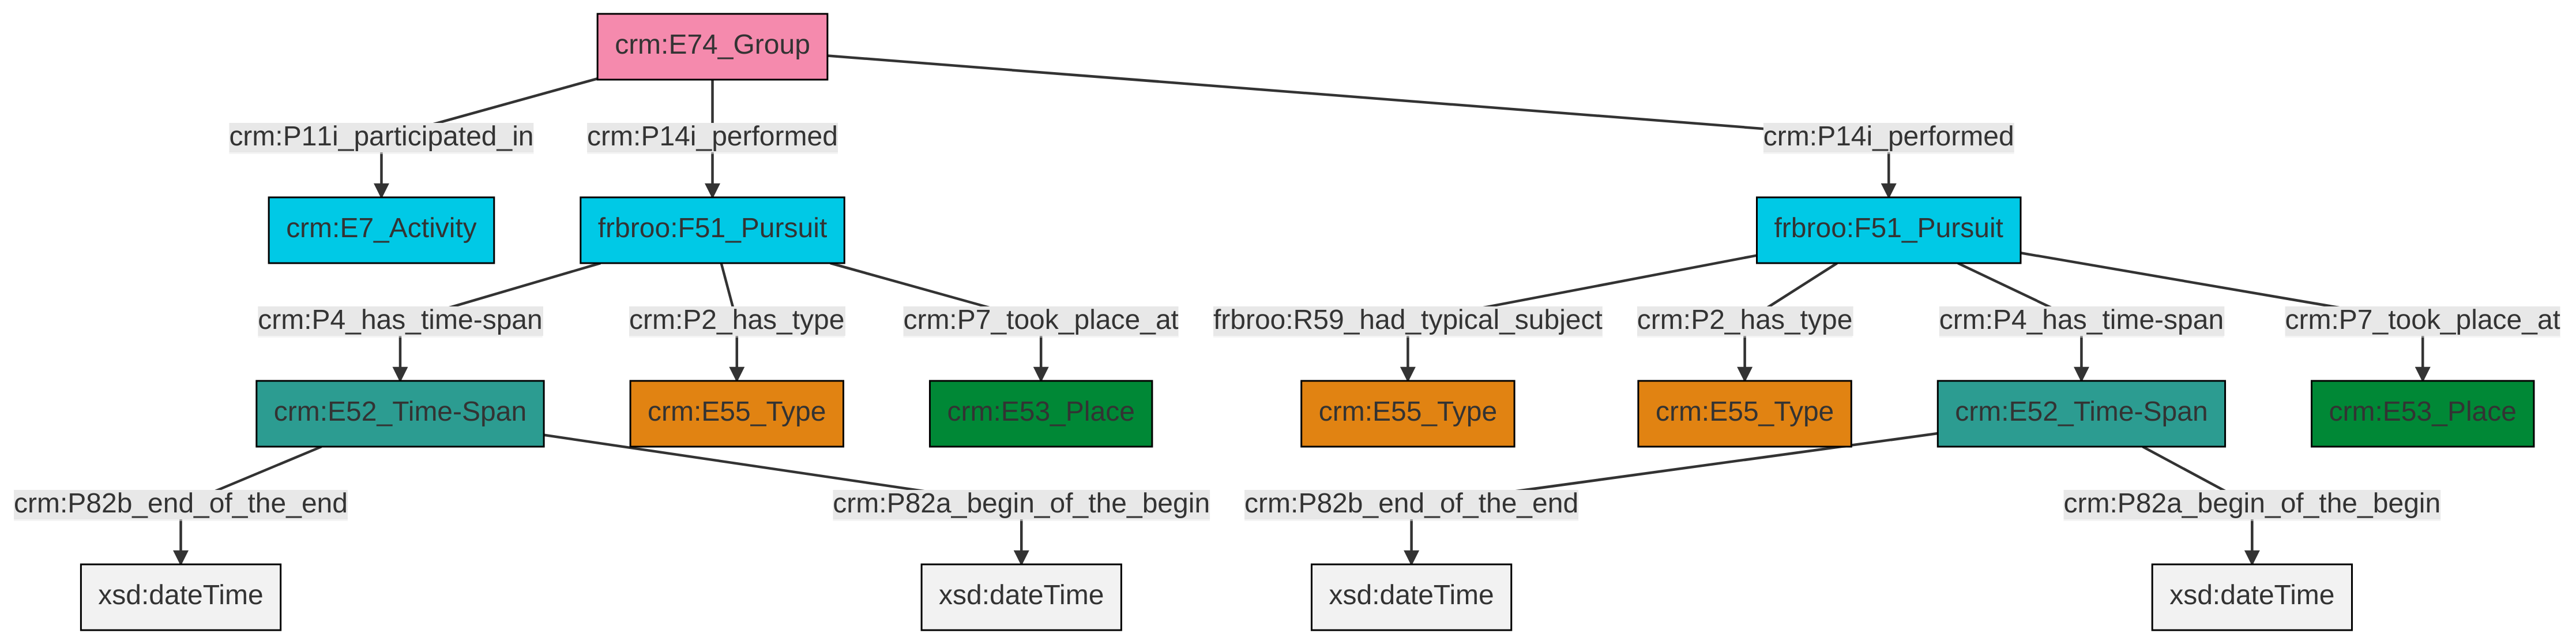 crm:E74_Group
crm:P11i_participated_in
crm:P14i_performed
crm:P14i_performed
crm:E7_Activity
frbroo:F51_Pursuit
frbroo:F51_Pursuit
crm:P4_has_time-span
crm:P2_has_type
crm:P7_took_place_at
frbroo:R59_had_typical_subject
crm:P2_has_type
crm:P4_has_time-span
crm:P7_took_place_at
crm:E52_Time-Span
crm:E55_Type
crm:E53_Place
crm:E55_Type
crm:E55_Type
crm:E52_Time-Span
crm:E53_Place
crm:P82b_end_of_the_end
crm:P82a_begin_of_the_begin
crm:P82b_end_of_the_end
crm:P82a_begin_of_the_begin
xsd:dateTime
xsd:dateTime
xsd:dateTime
xsd:dateTime